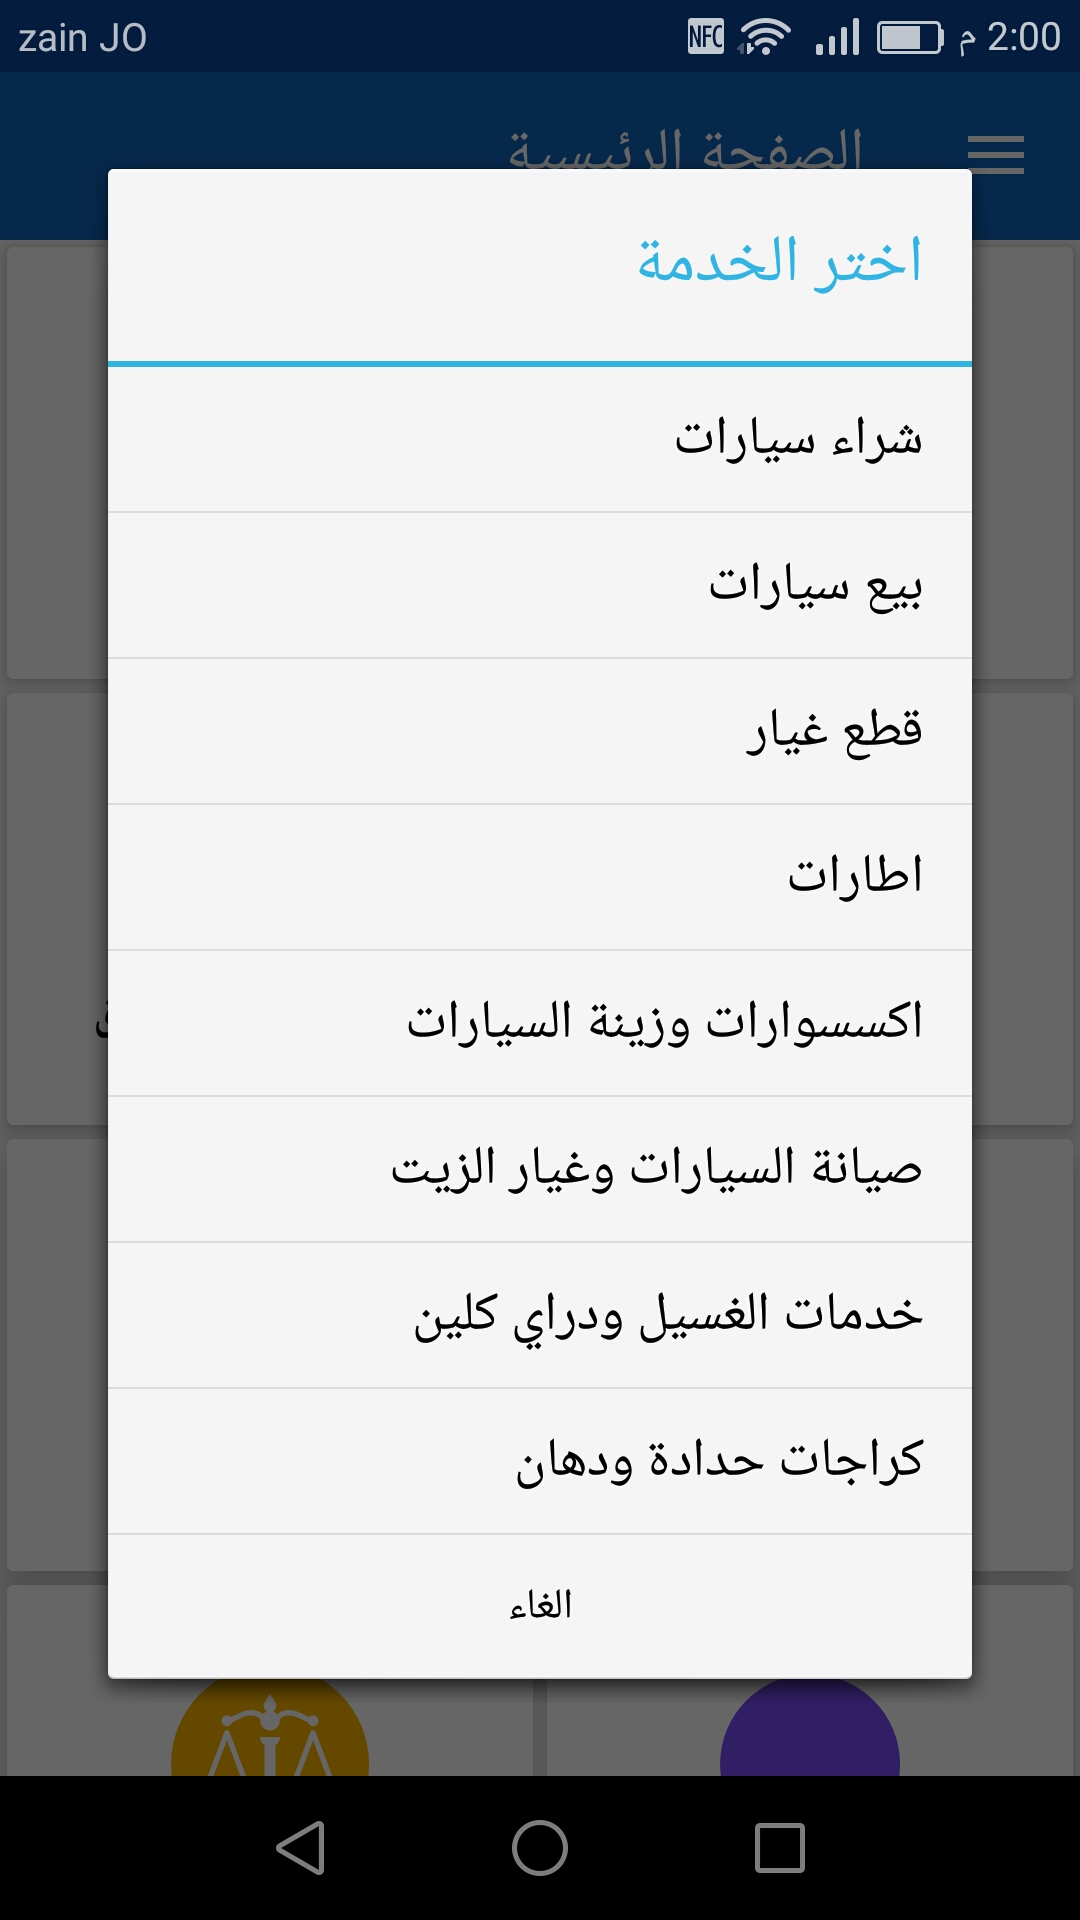 zain JO
NFC
2:00 م
الصفحة الرئيسية
اختر الخدمة
شراء سيارات
بيع سيارات
قطع غيار
اطارات
اكسسوارات وزينة السيارات
صيانة السيارات وغيار الزيت
خدمات الغسيل ودراي كلين
كراجات حدادة ودهان
الغاء